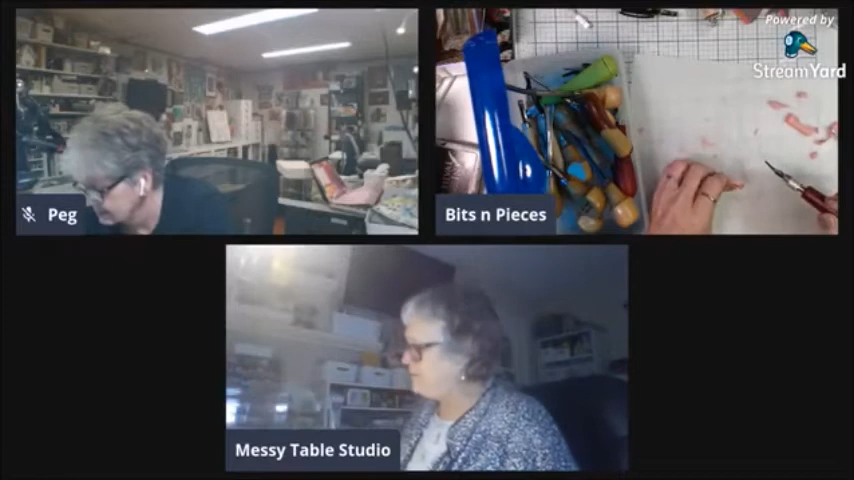 Powered by
StreamYard
Peg
Bits n Pieces
Messy Table Studio